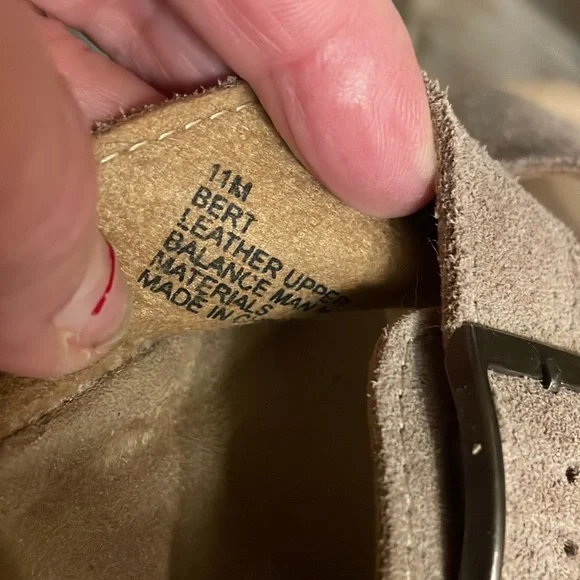 11M
BERT
LEATHER UPPER
BALANCE MAN
MATERIALS
MADE IN